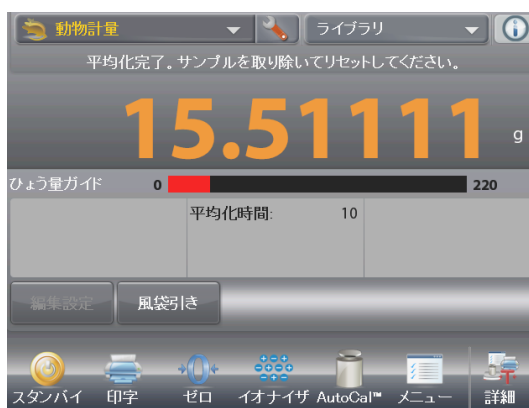 動物計量
ライブラリ
平均化完了。サンプルを取り除いてリセットしてください。
15.51111 g
ひょう量ガイド 0 220
平均化時間: 10
編集設定 風袋引き
スタンバイ 印字 ゼロ イオナイザ AutoCal™ メニュー 詳細